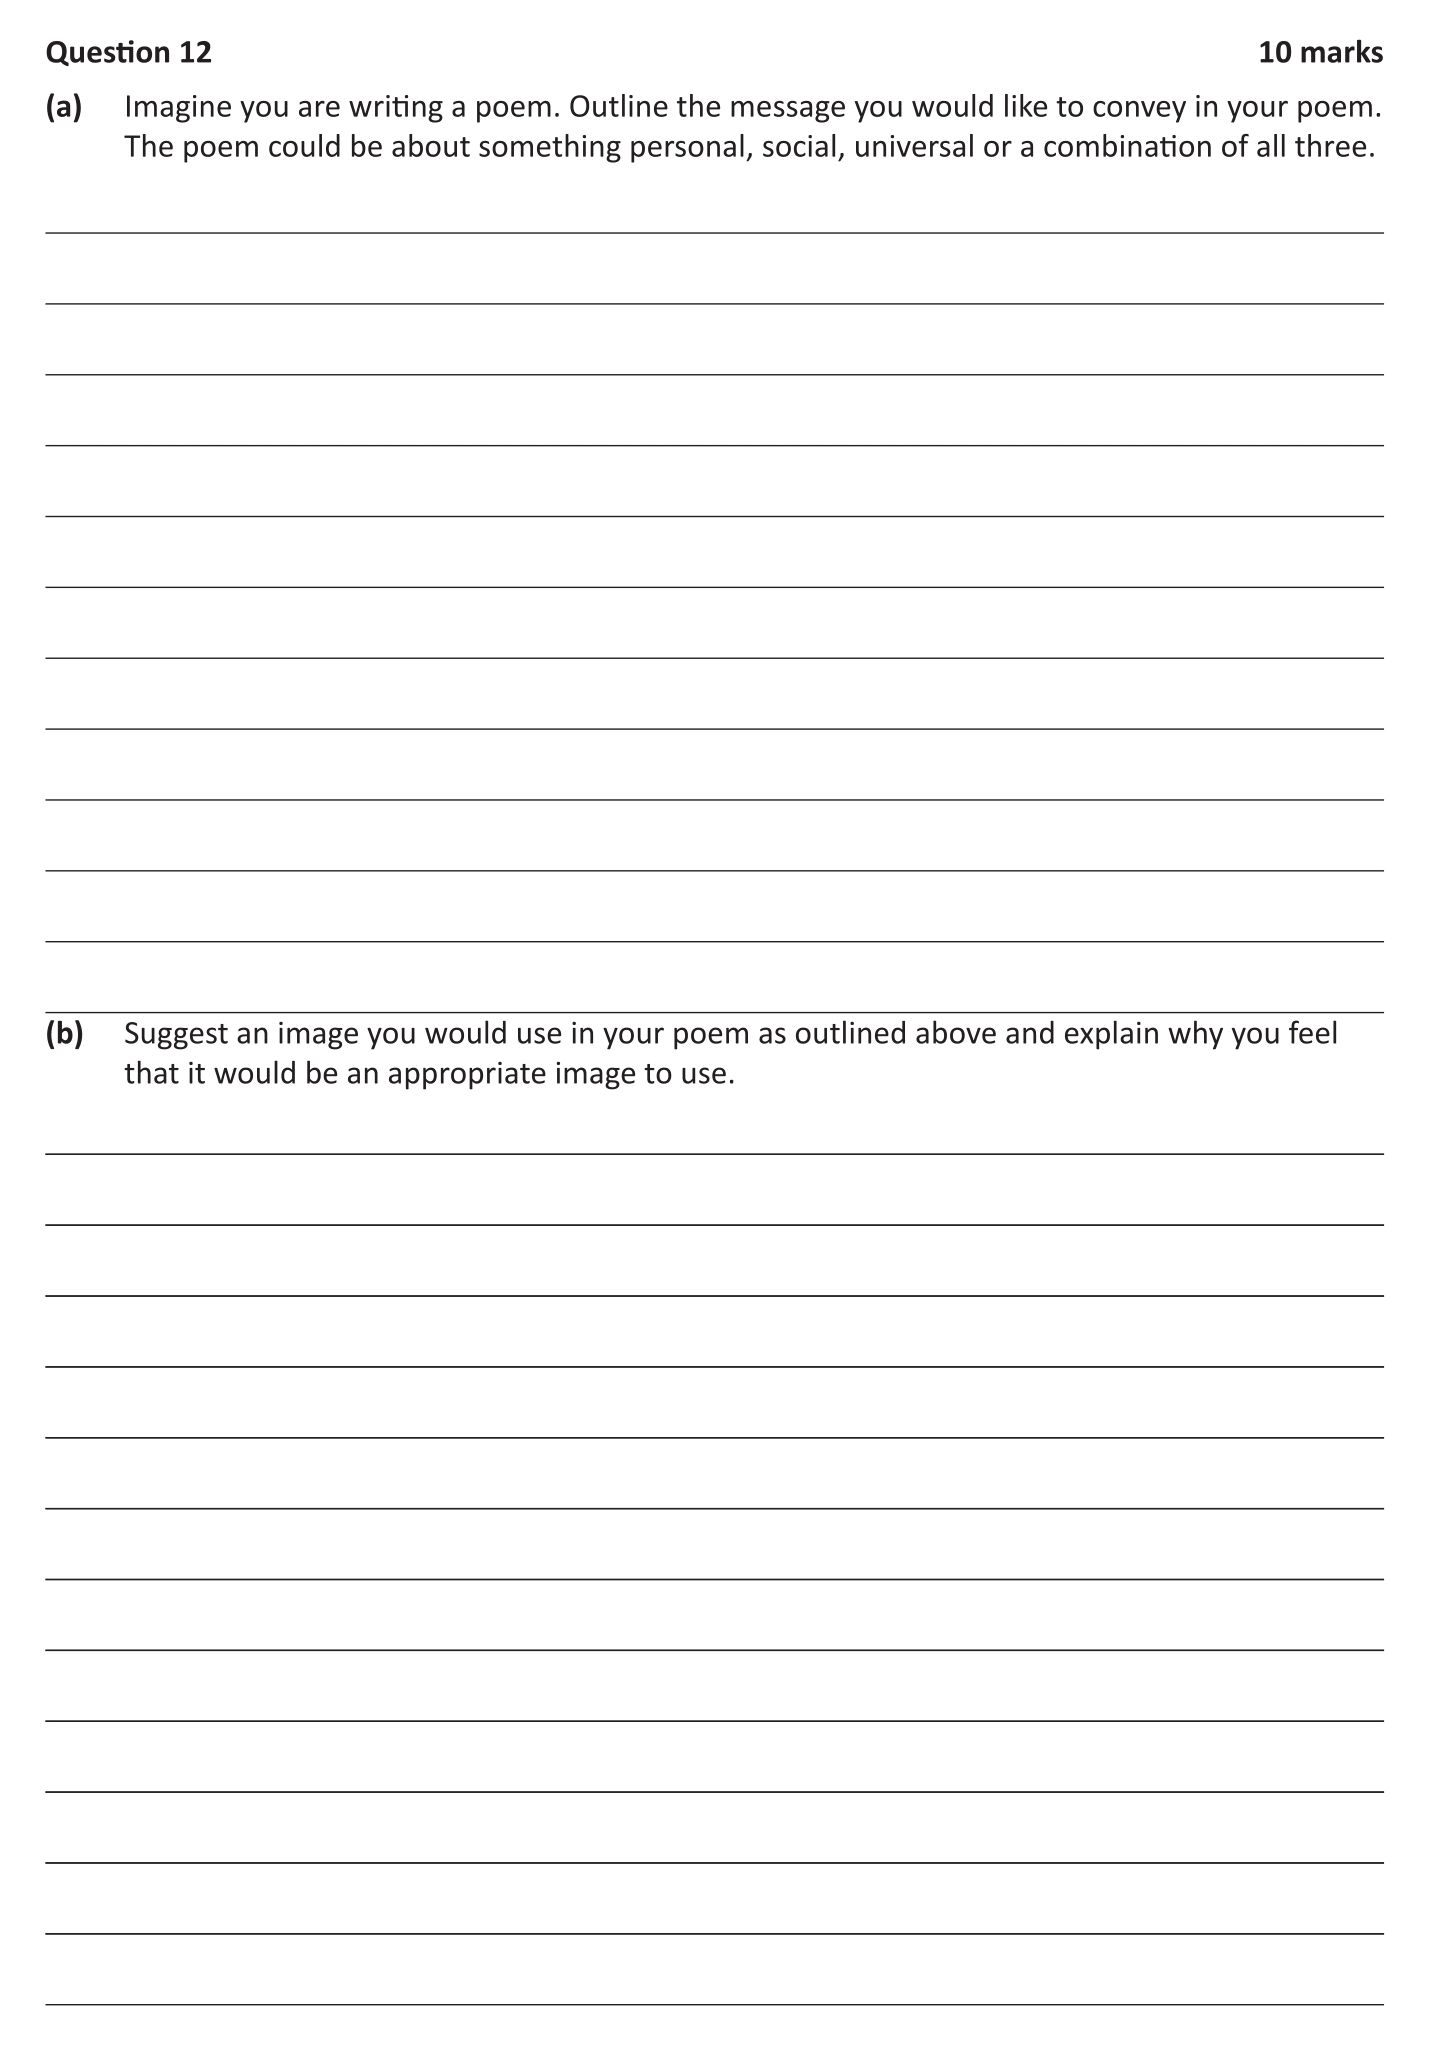 Question 12 10 marks
(a) Imagine you are writing a poem. Outline the message you would like to convey in your poem.
The poem could be about something personal, social, universal or a combination of all three.
(b) Suggest an image you would use in your poem as outlined above and explain why you feel
that it would be an appropriate image to use.